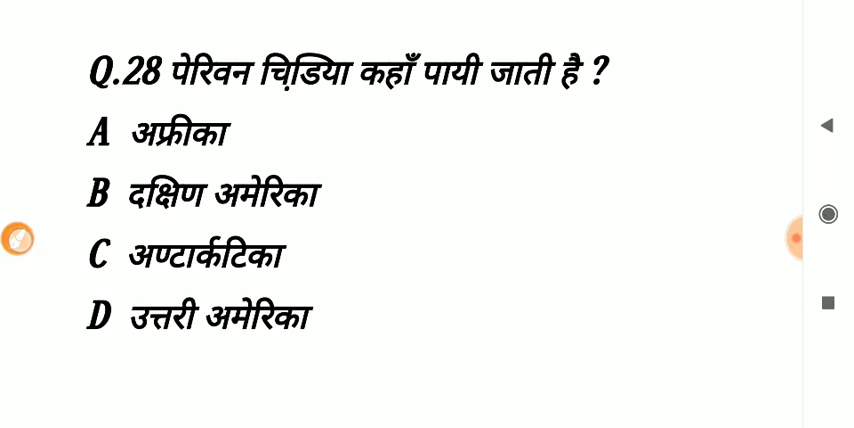 Q.28 पेरिवन चिड़िया कहाँ पायी जाती है ?
A अफ्रीका
B दक्षिण अमेरिका
C अण्टार्कटिका
D उत्तरी अमेरिका